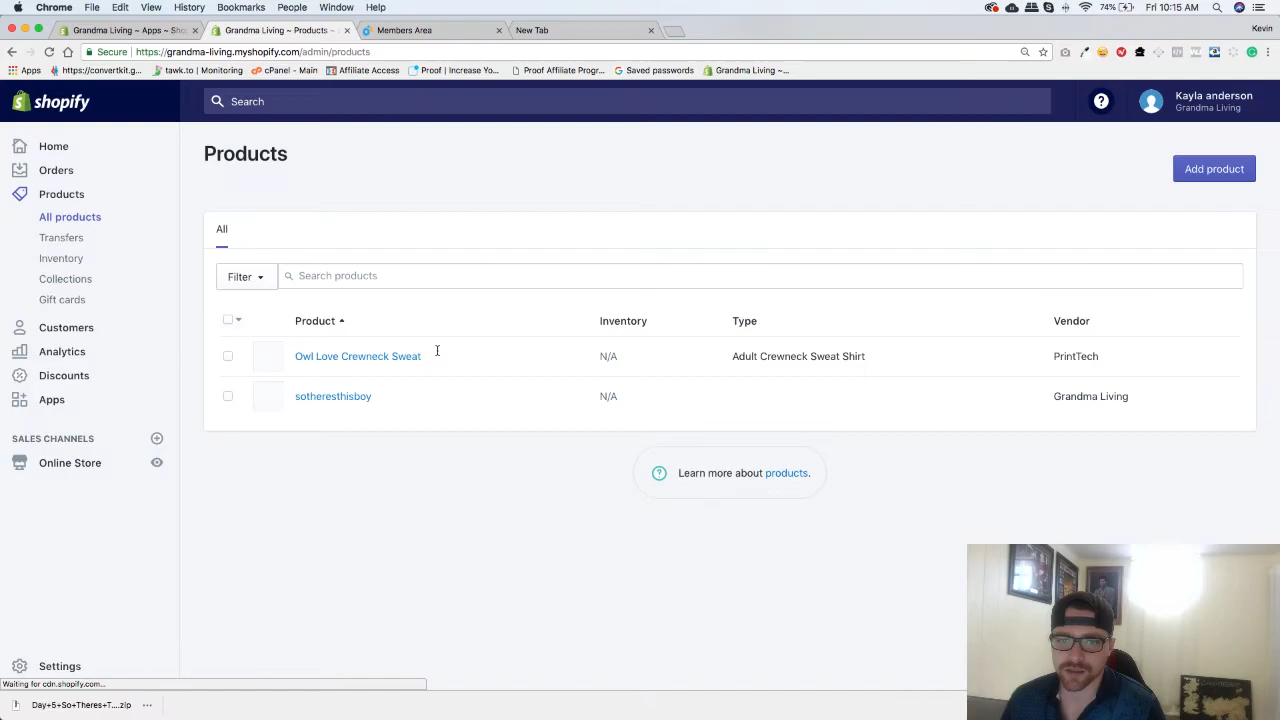 Chrome File Edit View History Bookmarks People Window Help 74% Fri 10:15 AM
Grandma Living ~ Apps ~ Sho Grandma Living ~ Products ~ Members Area New Tab Kevin
Secure https://grandma-living.myshopify.com/admin/products
Apps https://convertkit.g... tawk.to | Monitoring cPanel - Main Affiliate Access Proof | Increase Yo... Proof Affiliate Progr... Saved passwords Grandma Living ~...
shopify Search Kayla anderson
Grandma Living
Home
Products
Add product
Orders
Products
All products
Transfers
Inventory
Collections
Gift cards
Customers
Analytics
Discounts
Apps
SALES CHANNELS
Online Store
Settings
All
Filter Search products
Product Inventory Type Vendor
Owl Love Crewneck Sweat N/A Adult Crewneck Sweat Shirt PrintTech
sotheresthisboy N/A Grandma Living
Learn more about products.
Waiting for cdn.shopify.com...
Day+5+So+Theres+T....zip